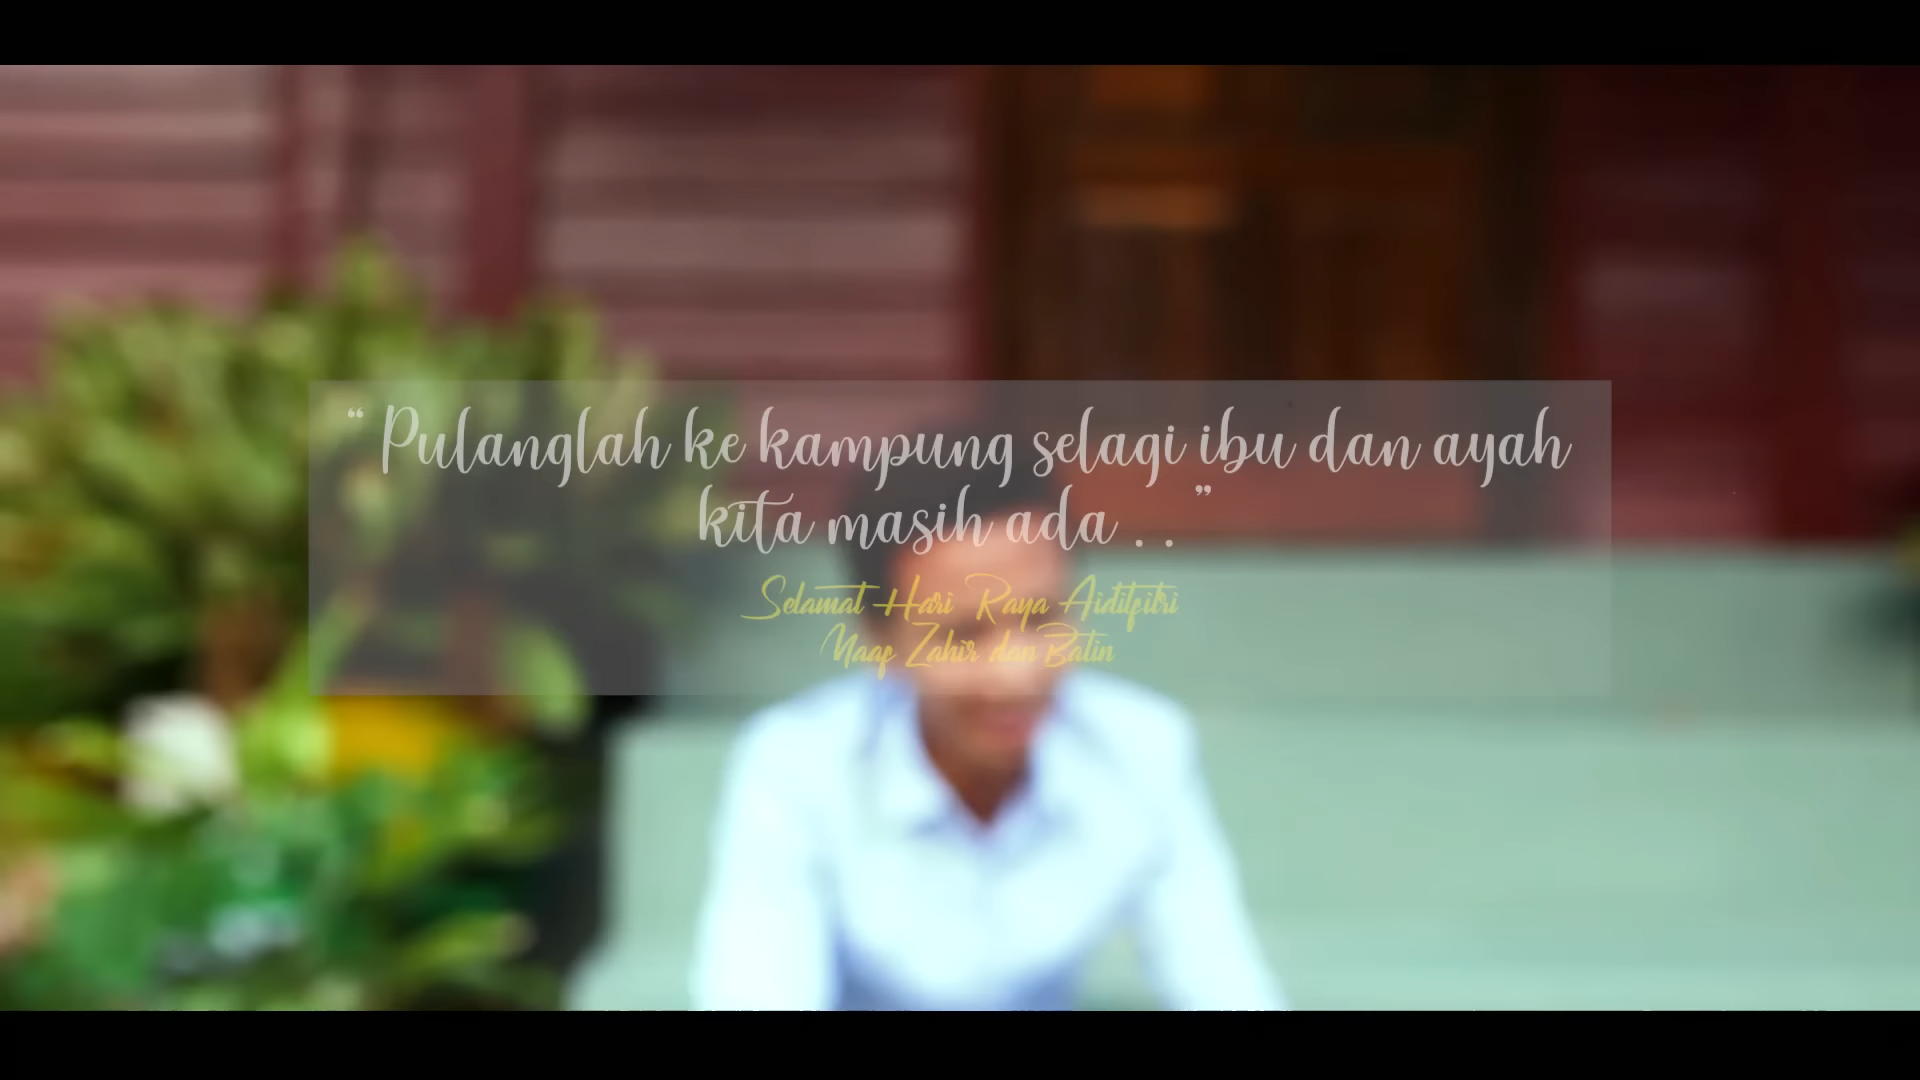 “ Pulanglah ke kampung selagi ibu dan ayah
kita masih ada . . ”
Selamat Hari Raya Aidilfitri
Maaf Zahir dan Batin